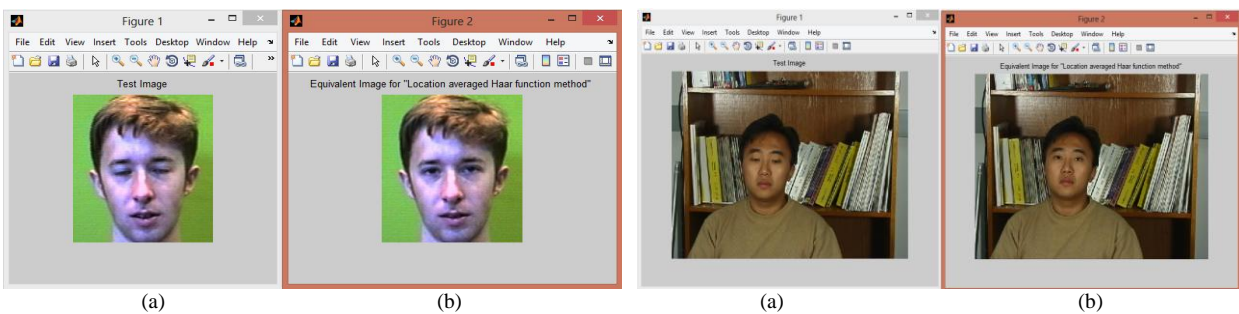 Figure 1
File Edit View Insert Tools Desktop Window Help
Test Image
(a)
Figure 2
File Edit View Insert Tools Desktop Window Help
Equivalent Image for "Location averaged Haar function method"
(b)
Figure 1
File Edit View Insert Tools Desktop Window Help
Test Image
(a)
Figure 2
File Edit View Insert Tools Desktop Window Help
Equivalent Image for "Location averaged Haar function method"
(b)